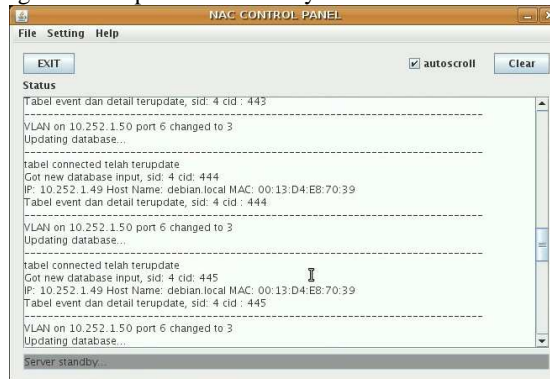 NAC CONTROL PANEL
File Setting Help
EXIT
autoscroll
Clear
Status
Tabel event dan detail terupdate, sid: 4 cid : 443
--------------------------------------------------------------------------------
VLAN on 10.252.1.50 port 6 changed to 3
Updating database...
--------------------------------------------------------------------------------
tabel connected telah terupdate
Got new database input, sid: 4 cid: 444
IP: 10.252.1.49 Host Name: debian.local MAC: 00:13:D4:E8:70:39
Tabel event dan detail terupdate, sid: 4 cid : 444
--------------------------------------------------------------------------------
VLAN on 10.252.1.50 port 6 changed to 3
Updating database...
--------------------------------------------------------------------------------
tabel connected telah terupdate
Got new database input, sid: 4 cid: 445
IP: 10.252.1.49 Host Name: debian.local MAC: 00:13:D4:E8:70:39
Tabel event dan detail terupdate, sid: 4 cid : 445
--------------------------------------------------------------------------------
VLAN on 10.252.1.50 port 6 changed to 3
Updating database...
Server standby...